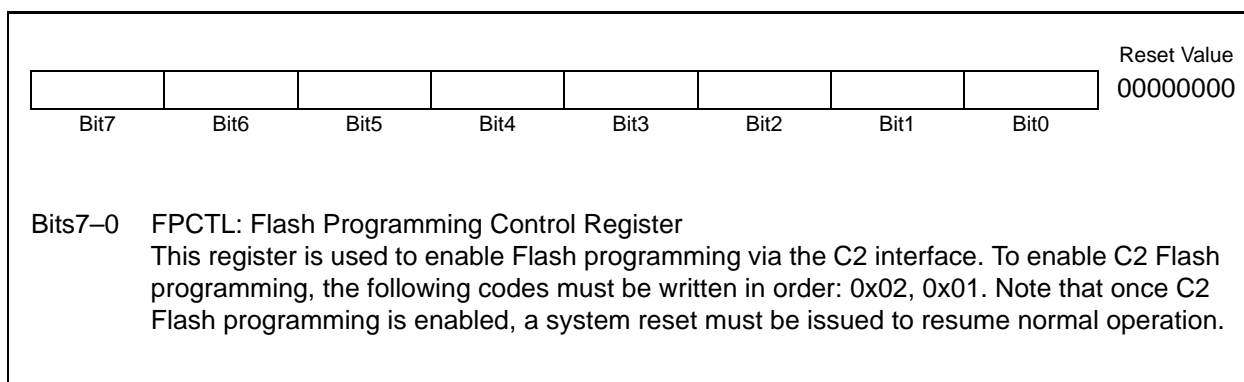 Reset Value
00000000
Bit7 Bit6 Bit5 Bit4 Bit3 Bit2 Bit1 Bit0
Bits7–0 FPCTL: Flash Programming Control Register
This register is used to enable Flash programming via the C2 interface. To enable C2 Flash
programming, the following codes must be written in order: 0x02, 0x01. Note that once C2
Flash programming is enabled, a system reset must be issued to resume normal operation.